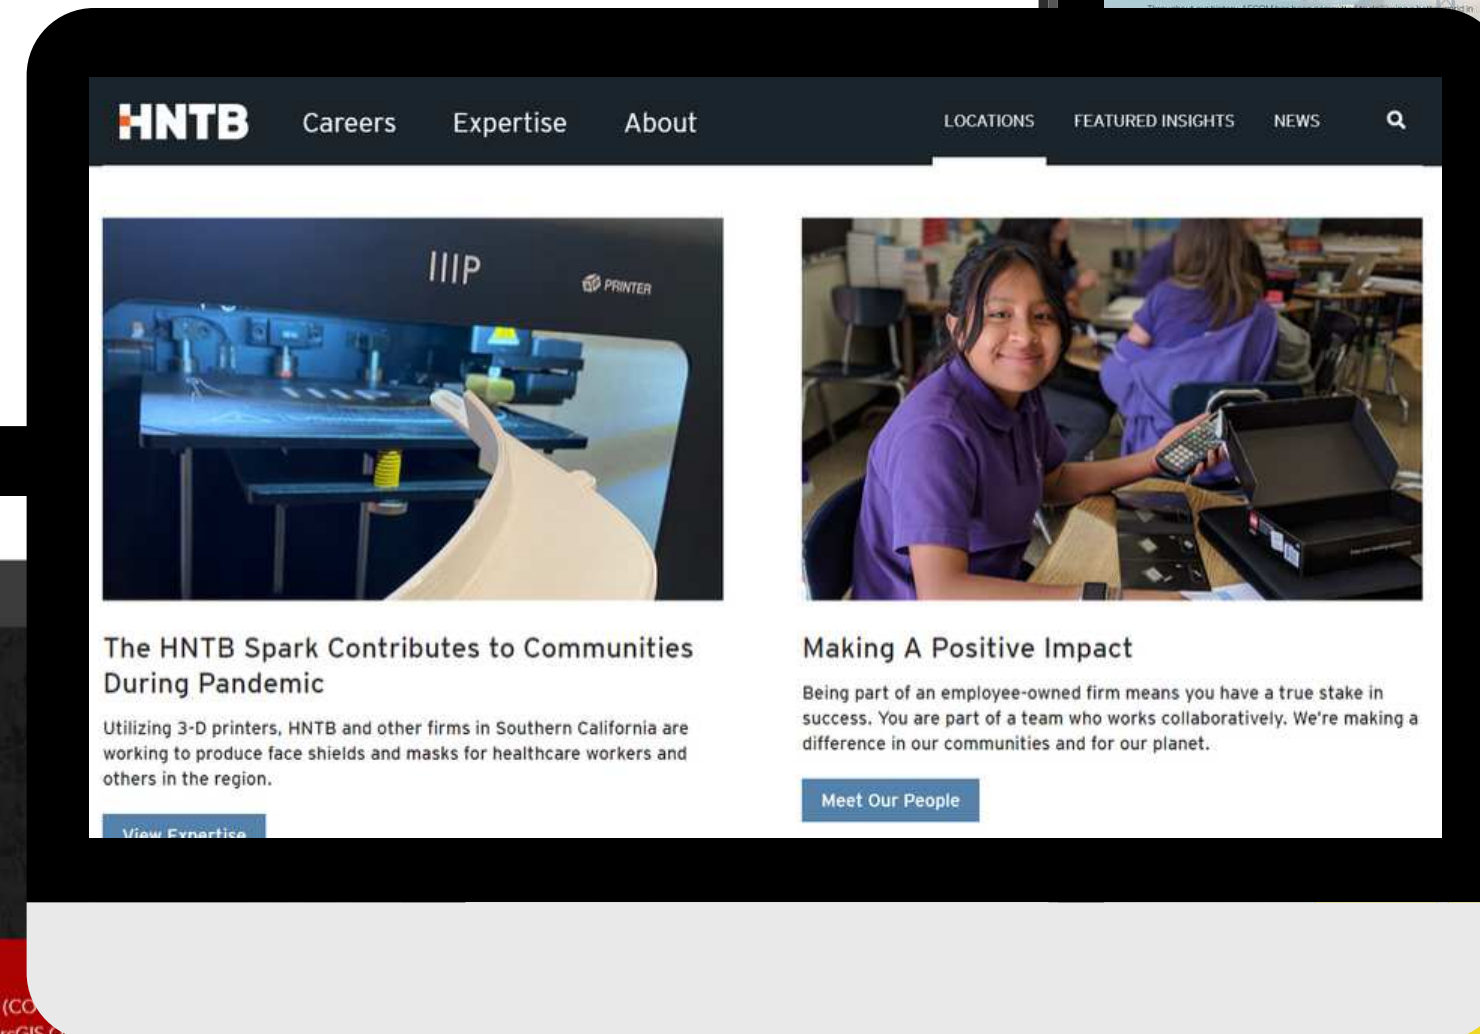 HNTB
Careers
Expertise
About
LOCATIONS
FEATURED INSIGHTS
NEWS
IIIP
PRINTER
The HNTB Spark Contributes to Communities
During Pandemic
Utilizing 3-D printers, HNTB and other firms in Southern California are
working to produce face shields and masks for healthcare workers and
others in the region.
View Expertise
Making A Positive Impact
Being part of an employee-owned firm means you have a true stake in
success. You are part of a team who works collaboratively. We're making a
difference in our communities and for our planet.
Meet Our People
(CO